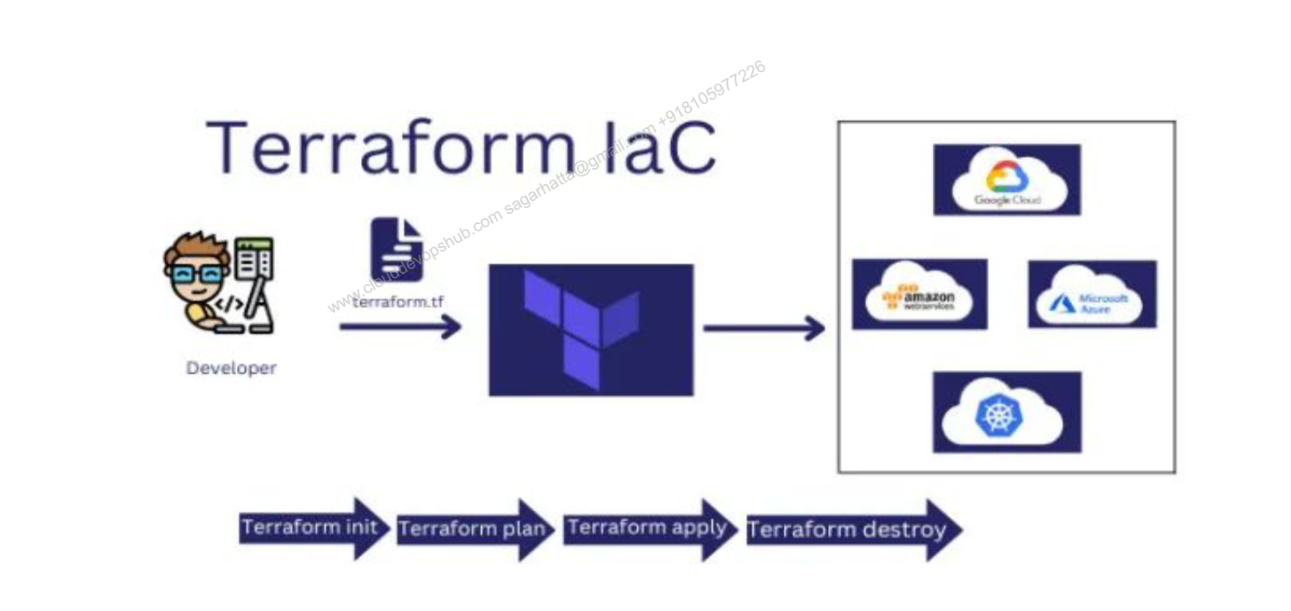 www.clouddevopshub.com sagarhatta@gmail.com +918105977226
Terraform IaC
Google Cloud
terraform.tf
amazon
webservices
Microsoft
Azure
</>
Developer
Terraform init
Terraform plan
Terraform apply
Terraform destroy